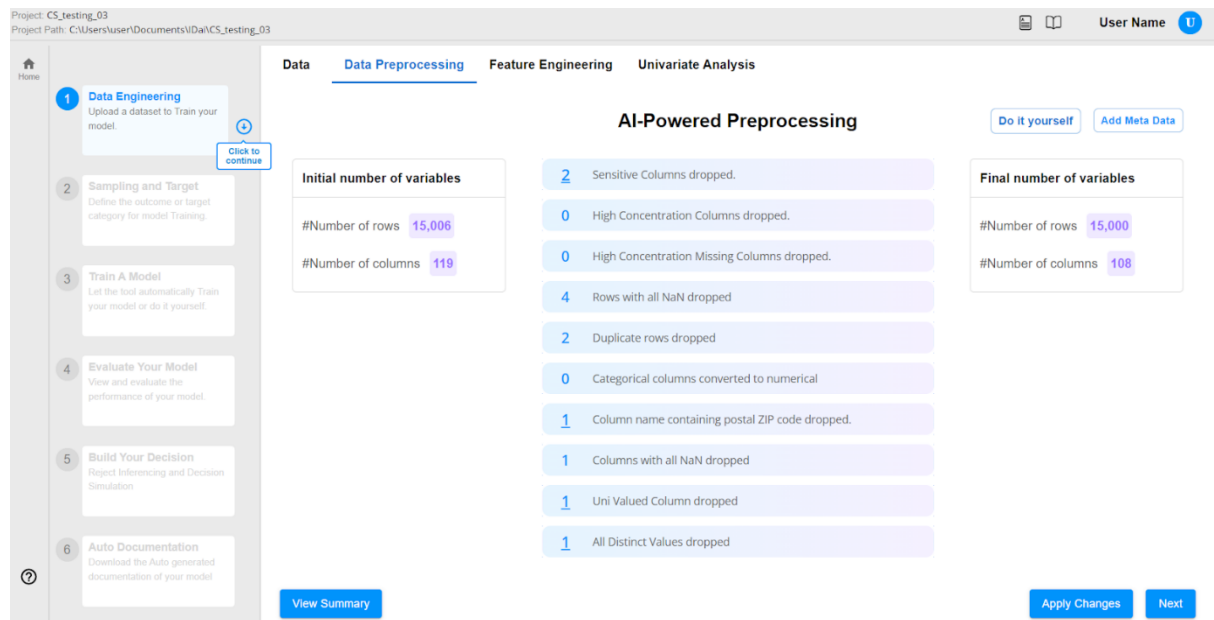 Project: CS_testing_03
Project Path: C:\Users\user\Documents\IDai\CS_testing_03
User Name
U
Home
Data
Data Preprocessing
Feature Engineering
Univariate Analysis
1
Data Engineering
Upload a dataset to Train your
model.
Click to
continue
2
Sampling and Target
Define the outcome or target
category for model Training.
3
Train A Model
Let the tool automatically Train
your model or do it yourself.
4
Evaluate Your Model
View and evaluate the
performance of your model.
5
Build Your Decision
Reject Inferencing and Decision
Simulation
6
Auto Documentation
Download the Auto generated
documentation of your model
?
AI-Powered Preprocessing
Do it yourself
Add Meta Data
Initial number of variables
#Number of rows 15,006
#Number of columns 119
2 Sensitive Columns dropped.
0 High Concentration Columns dropped.
0 High Concentration Missing Columns dropped.
4 Rows with all NaN dropped
2 Duplicate rows dropped
0 Categorical columns converted to numerical
1 Column name containing postal ZIP code dropped.
1 Columns with all NaN dropped
1 Uni Valued Column dropped
1 All Distinct Values dropped
Final number of variables
#Number of rows 15,000
#Number of columns 108
View Summary
Apply Changes
Next